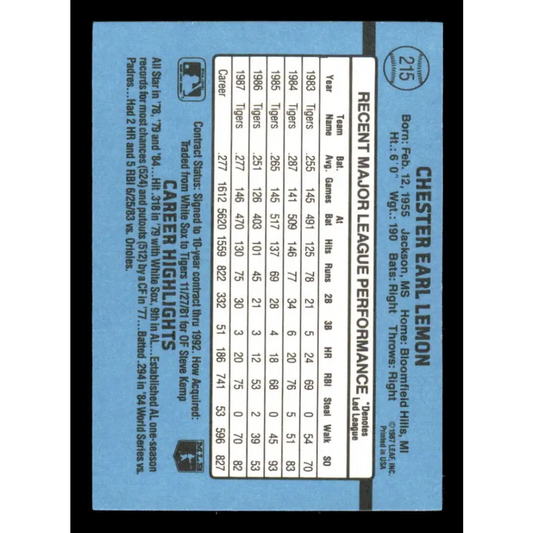 215
CHESTER EARL LEMON
© 1987 LEAF, INC.
Printed in USA
Born: Feb. 12, 1955 Jackson, MS Home: Bloomfield Hills, MI
Ht.: 6'0" Wgt.: 190 Bats: Right Throws: Right
RECENT MAJOR LEAGUE PERFORMANCE *Denotes Led League
Team Bat. At
Year Name Avg. Games Bat Hits Runs 2B 3B HR RBI Steal Walk SO
1983 Tigers .255 145 491 125 78 21 5 24 69 0 54 70
1984 Tigers .287 141 509 146 77 34 6 20 76 5 51 83
1985 Tigers .265 145 517 137 69 28 4 18 68 0 45 93
1986 Tigers .251 126 403 101 45 21 3 12 53 2 39 53
1987 Tigers .277 146 470 130 75 30 3 20 75 0 70 82
Career .277 1612 5620 1559 822 332 51 186 741 53 596 827
Contract Status: Signed to 10-year contract thru 1992. How Acquired:
Traded from White Sox to Tigers 11/27/81 for OF Steve Kemp
CAREER HIGHLIGHTS
All Star in '78, '79 and '84...Hit .318 in '79 with White Sox, 9th in AL...Established AL one-season
records for most chances (524) and putouts (512) by a CF in '77...Batted .294 in '84 World Series vs.
Padres...Had 2 HR and 5 RBI 6/25/83 vs. Orioles.